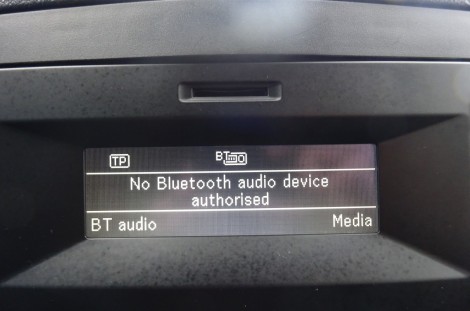 TP BT
No Bluetooth audio device
authorised
BT audio Media